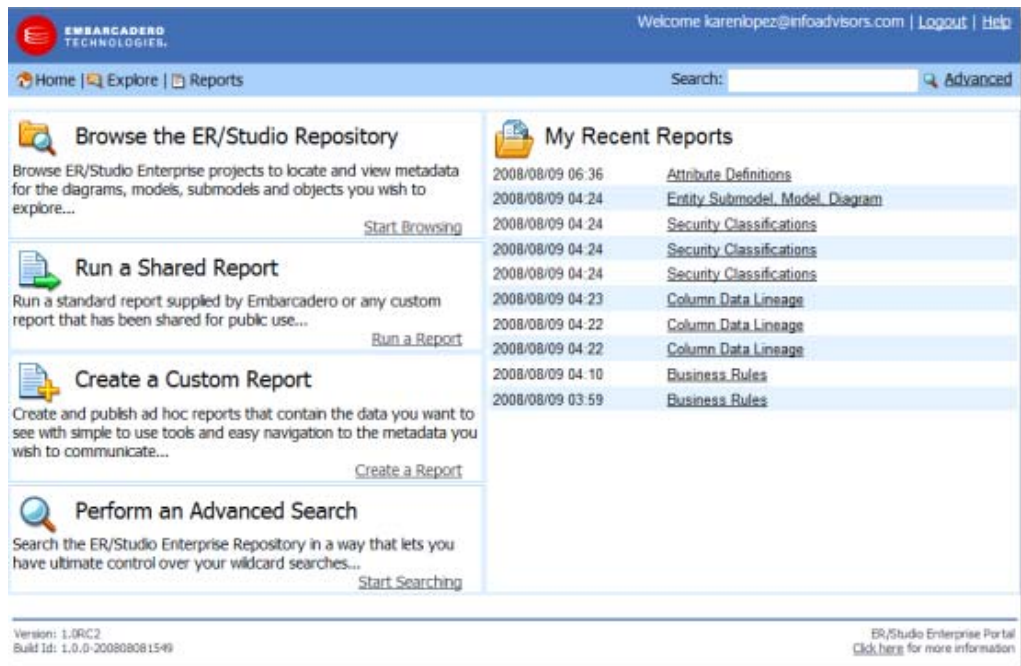 EMBARCADERO
TECHNOLOGIES.
Welcome karenlopez@infoadvisors.com | Logout | Help
Home | Explore | Reports
Search: Advanced
Browse the ER/Studio Repository
Browse ER/Studio Enterprise projects to locate and view metadata
for the diagrams, models, submodels and objects you wish to
explore...
Start Browsing
Run a Shared Report
Run a standard report supplied by Embarcadero or any custom
report that has been shared for public use...
Run a Report
Create a Custom Report
Create and publish ad hoc reports that contain the data you want to
see with simple to use tools and easy navigation to the metadata you
wish to communicate...
Create a Report
Perform an Advanced Search
Search the ER/Studio Enterprise Repository in a way that lets you
have ultimate control over your wildcard searches...
Start Searching
My Recent Reports
2008/08/09 06:36 Attribute Definitions
2008/08/09 04:24 Entity Submodel, Model, Diagram
2008/08/09 04:24 Security Classifications
2008/08/09 04:24 Security Classifications
2008/08/09 04:24 Security Classifications
2008/08/09 04:23 Column Data Lineage
2008/08/09 04:22 Column Data Lineage
2008/08/09 04:22 Column Data Lineage
2008/08/09 04:10 Business Rules
2008/08/09 03:59 Business Rules
Version: 1.0RC2
Build Id: 1.0.0-200808081549
ER/Studio Enterprise Portal
Click here for more information